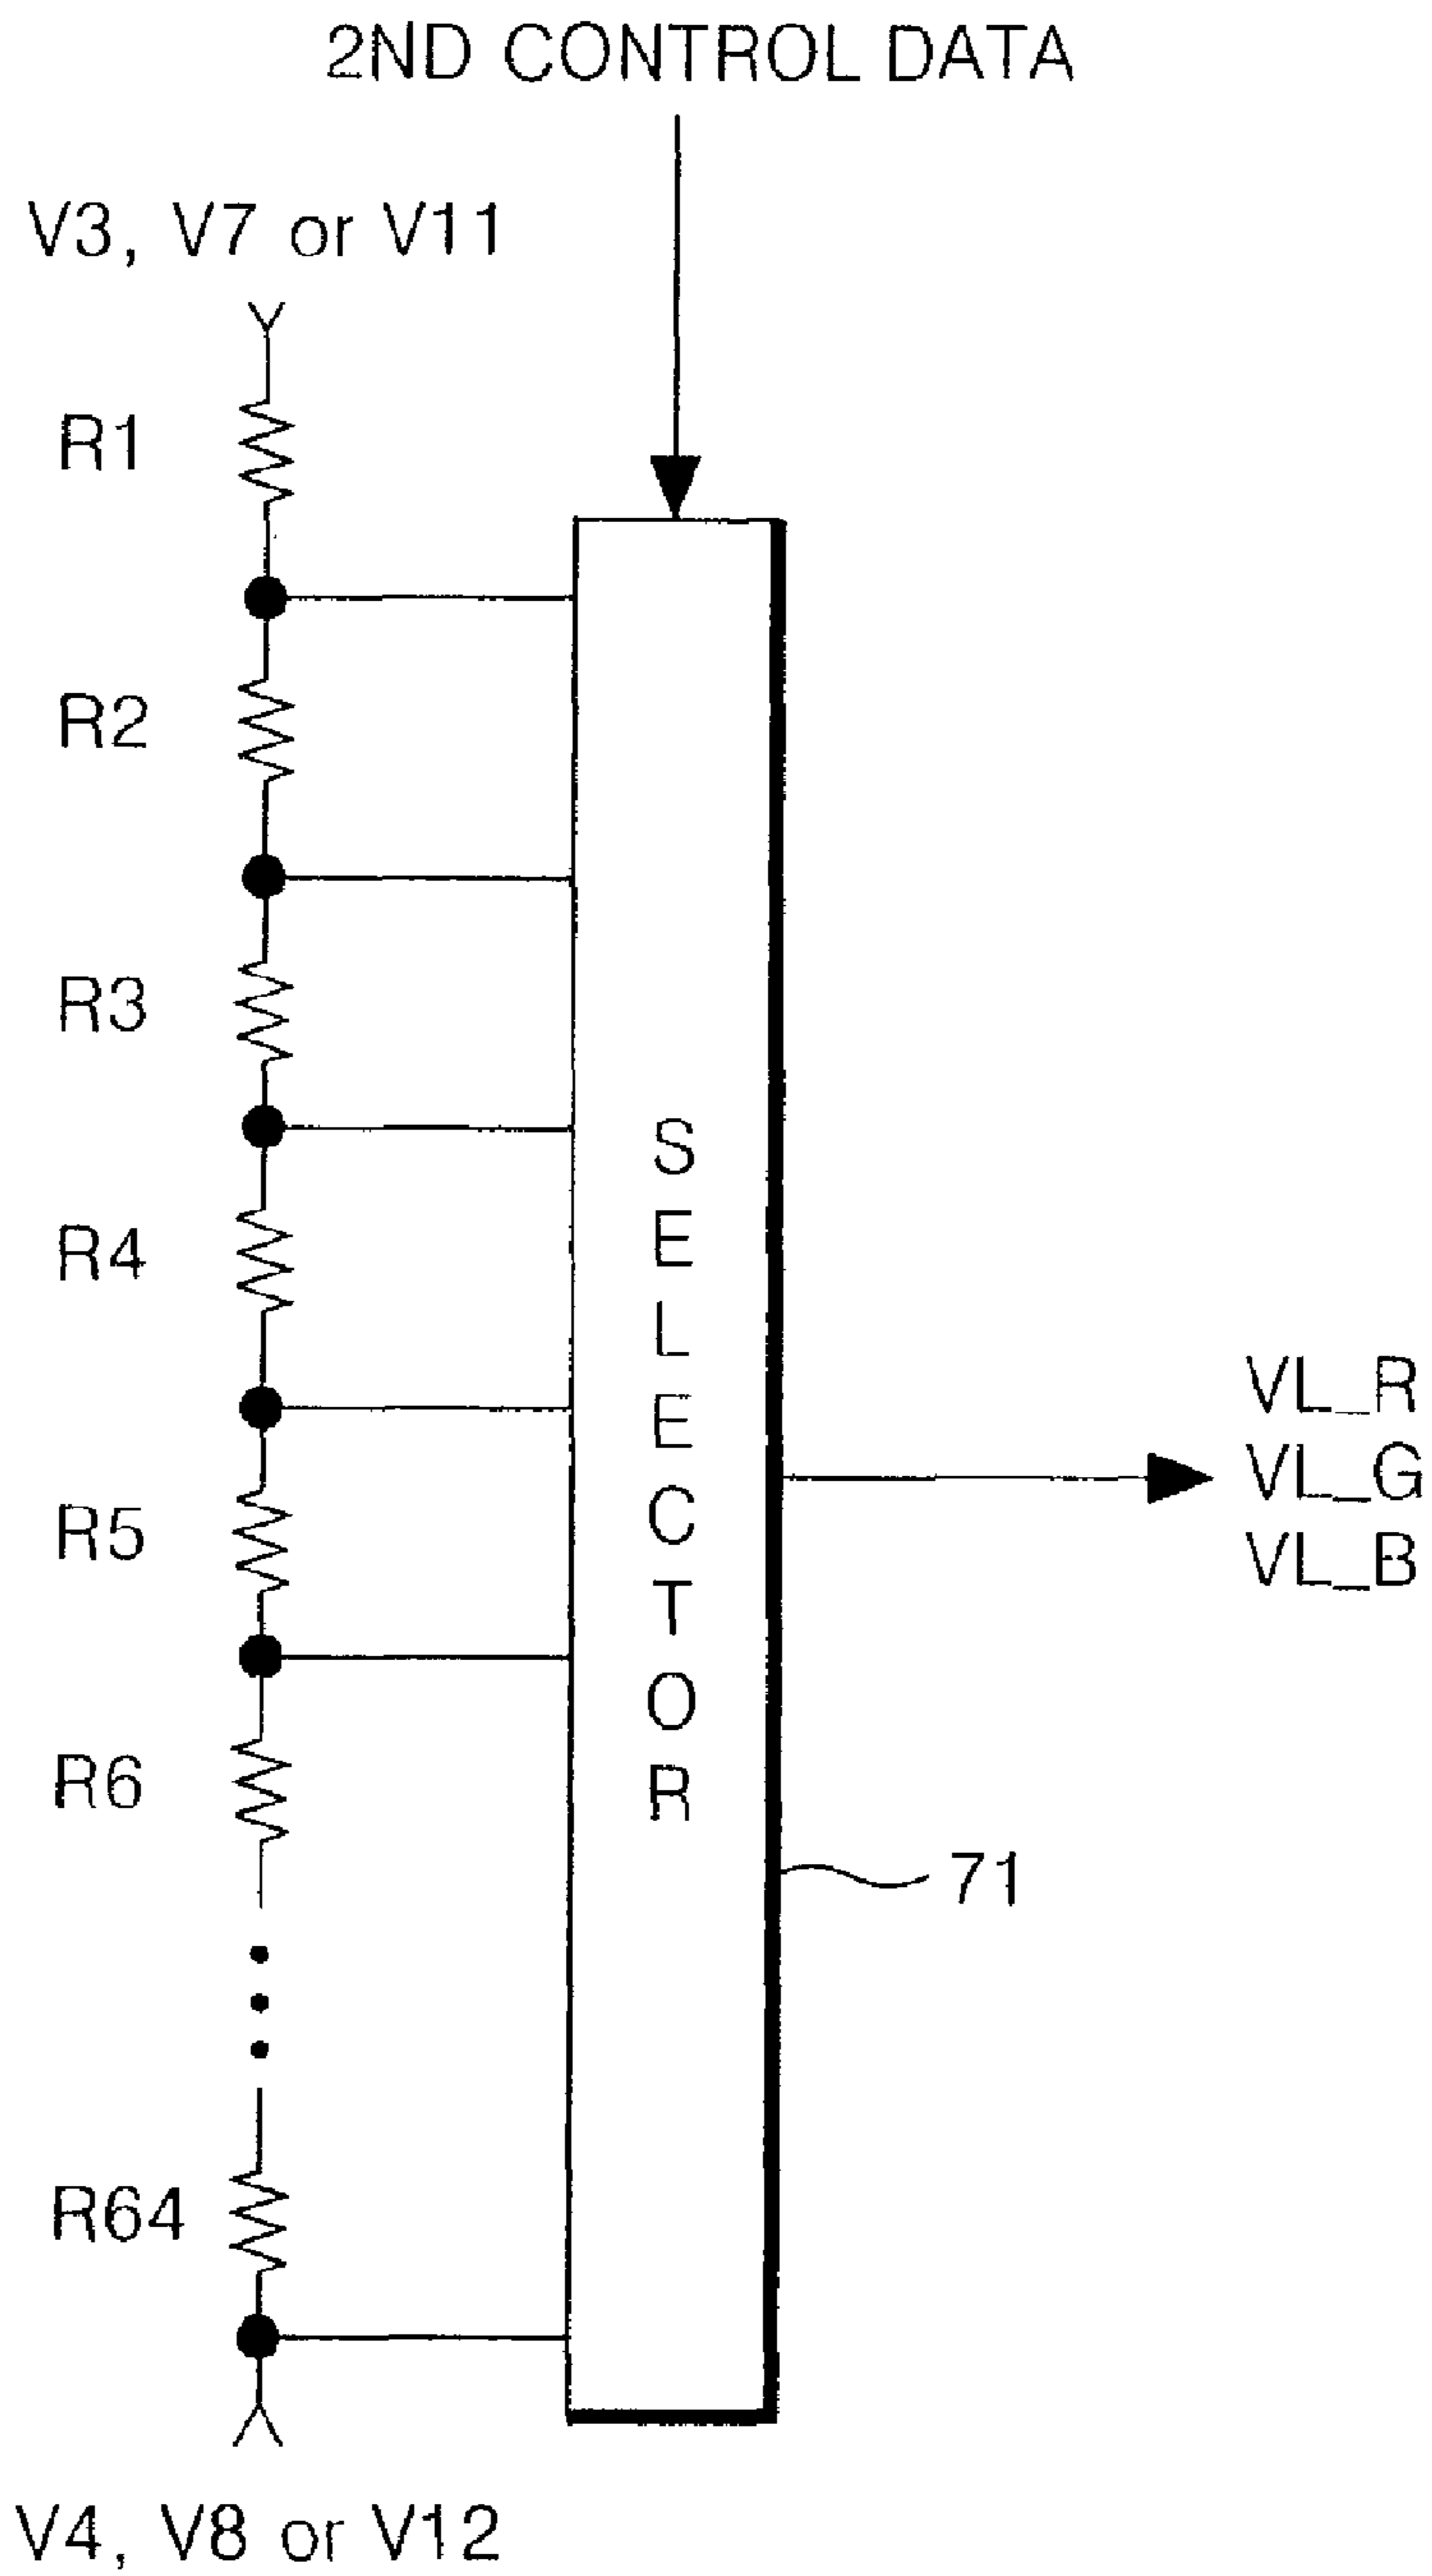 2ND CONTROL DATA
V3, V7 or V11
R1
R2
R3
R4
R5
R6
R64
SELECTOR
VL_R
VL_G
VL_B
71
V4, V8 or V12